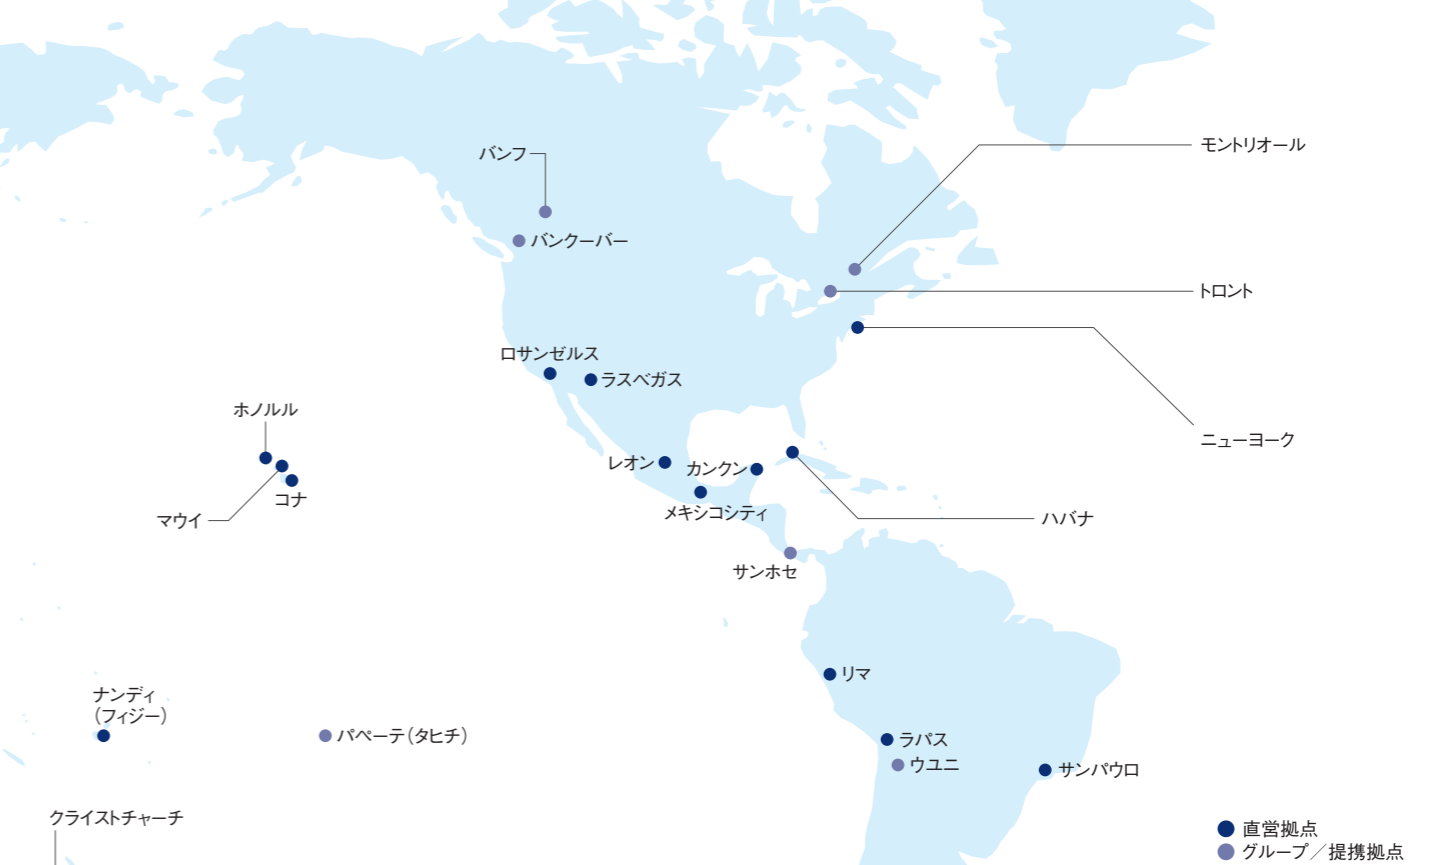 バンフ
バンクーバー
モントリオール
トロント
ロサンゼルス
ラスベガス
ニューヨーク
ホノルル
レオン
カンクン
コナ
メキシコシティ
マウイ
ハバナ
サンホセ
リマ
ナンディ
（フィジー）
パペーテ（タヒチ）
ラパス
ウユニ
サンパウロ
クライストチャーチ
直営拠点
グループ／提携拠点